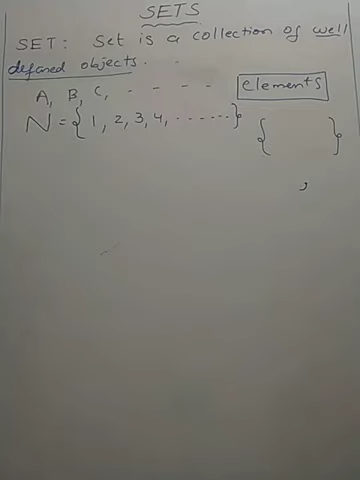 SETS
SET: Set is a collection of well
defined objects.
A, B, C, - - - - elements
N = {1, 2, 3, 4, ......} { }
,